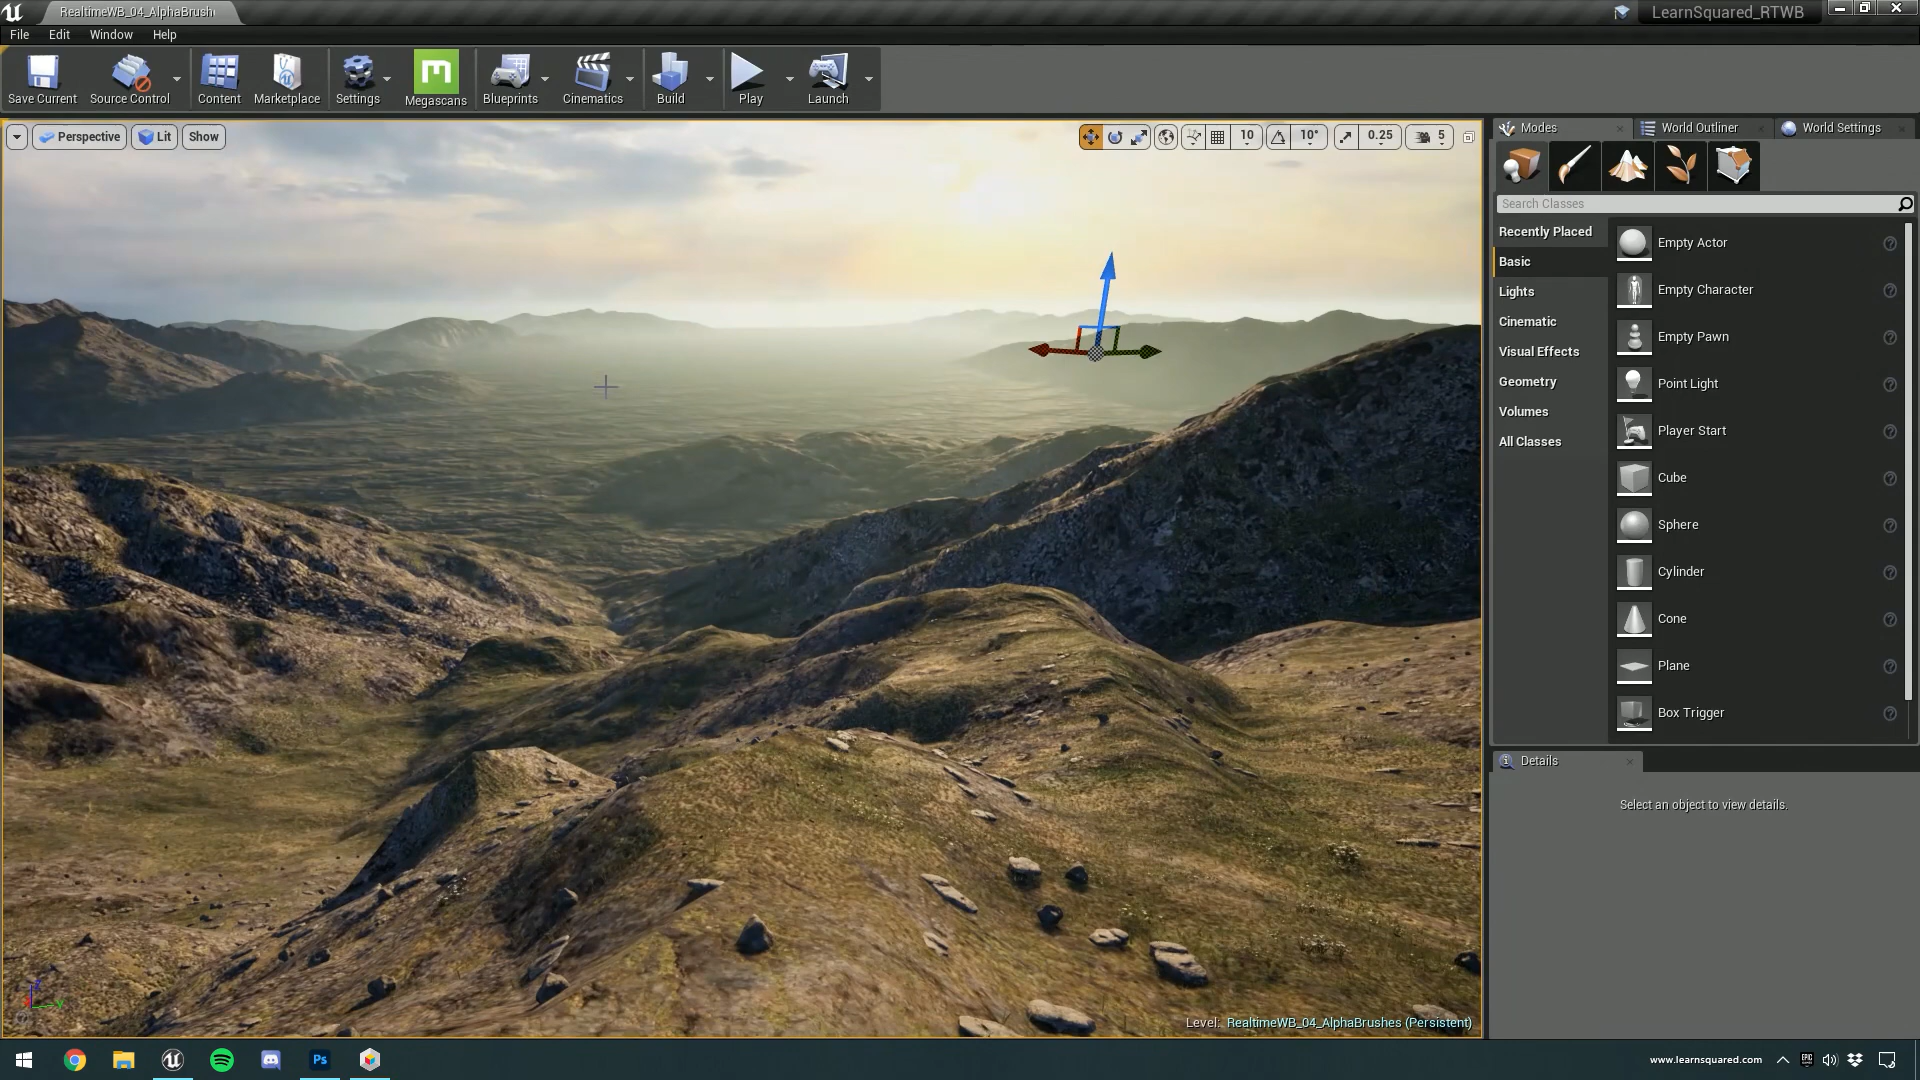 RealtimeWB_04_AlphaBrush
LearnSquared_RTWB
File Edit Window Help
Save Current Source Control Content Marketplace Settings Megascans Blueprints Cinematics Build Play Launch
Perspective Lit Show 10 10° 0.25 5
Modes World Outliner World Settings
Search Classes
Recently Placed
Basic
Lights
Cinematic
Visual Effects
Geometry
Volumes
All Classes
Empty Actor
Empty Character
Empty Pawn
Point Light
Player Start
Cube
Sphere
Cylinder
Cone
Plane
Box Trigger
Details
Select an object to view details.
Level: RealtimeWB_04_AlphaBrushes (Persistent)
Ps
www.learnsquared.com
EPIC